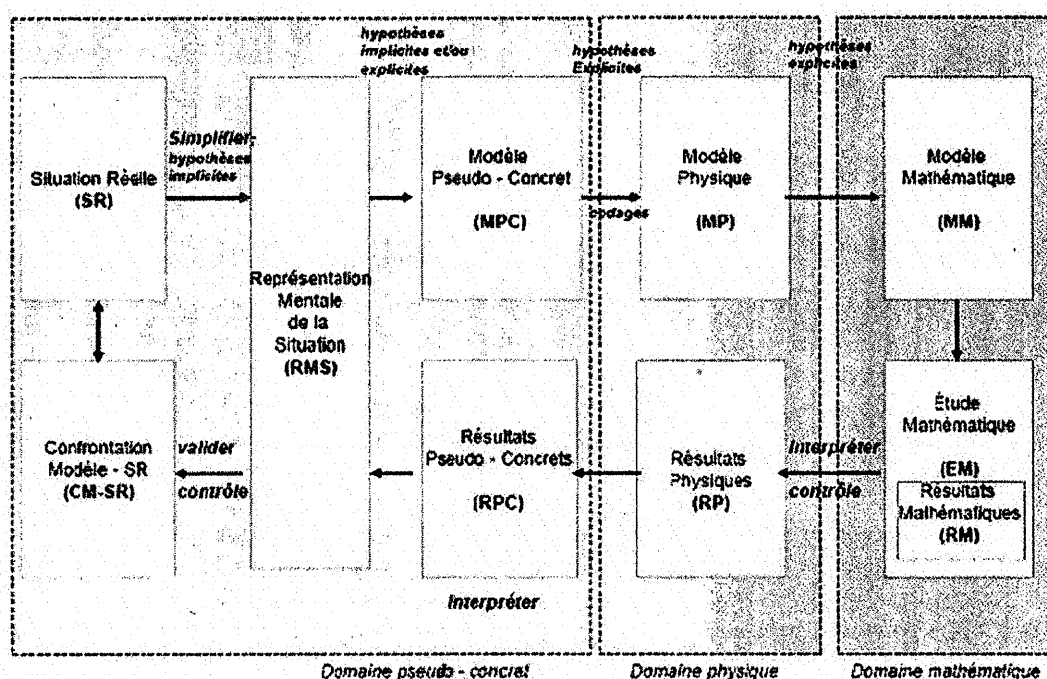 hypothèses
implicites et/ou
explicites
hypothèses
Explicites
hypothèses
explicites
Situation Réelle
(SR)
Simplifier,
hypothèses
implicites
Représentation
Mentale
de la
Situation
(RMS)
Modèle
Pseudo - Concret
(MPC)
codages
Modèle
Physique
(MP)
Modèle
Mathématique
(MM)
Confrontation
Modèle - SR
(CM-SR)
valider
contrôle
Résultats
Pseudo - Concrets
(RPC)
Résultats
Physiques
(RP)
Interpréter
contrôle
Étude
Mathématique
(EM)
Résultats
Mathématiques
(RM)
Interpréter
Domaine pseudo - concret
Domaine physique
Domaine mathématique